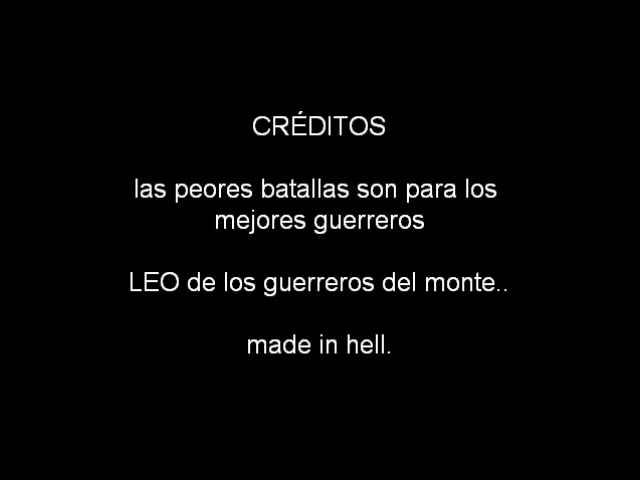 CRÉDITOS
las peores batallas son para los
mejores guerreros
LEO de los guerreros del monte..
made in hell.